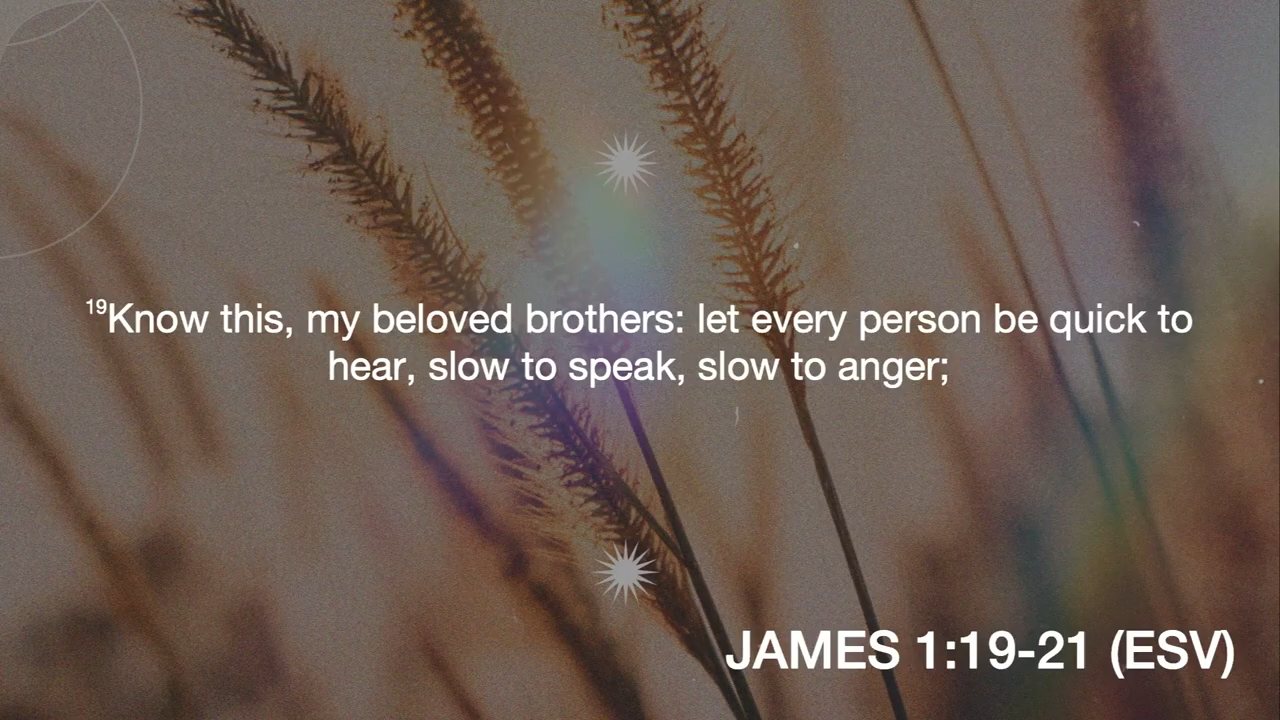 19Know this, my beloved brothers: let every person be quick to
hear, slow to speak, slow to anger;
JAMES 1:19-21 (ESV)